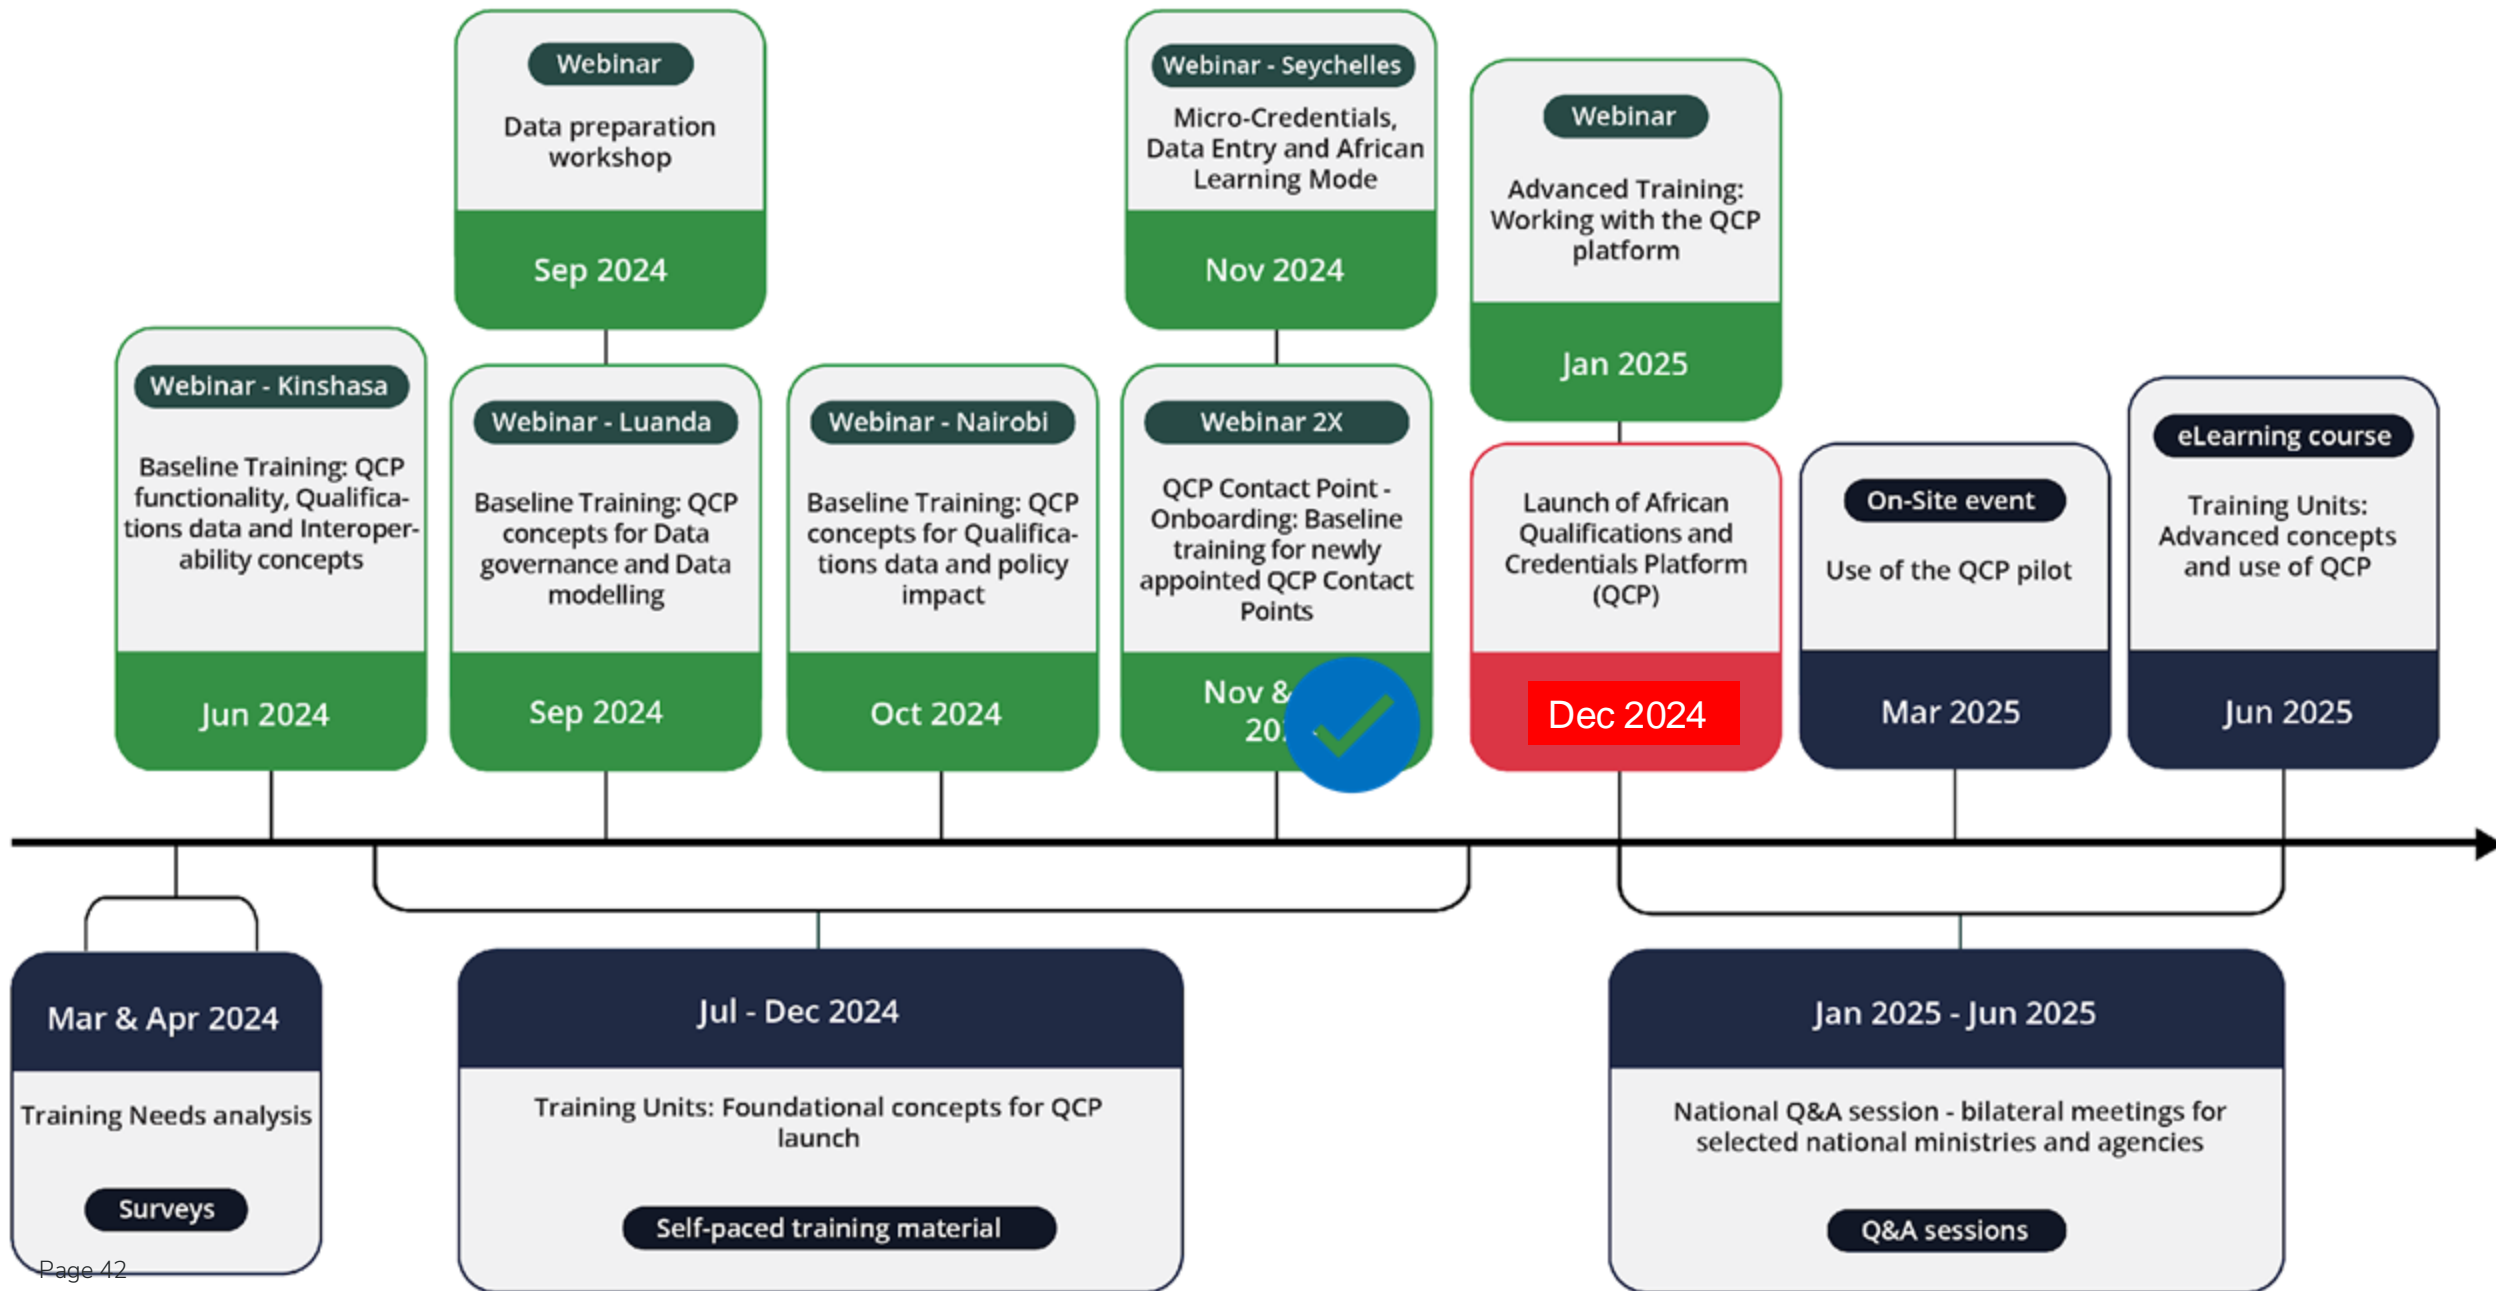 Webinar
Data preparation
workshop
Sep 2024
Webinar - Seychelles
Micro-Credentials,
Data Entry and African
Learning Mode
Nov 2024
Webinar
Advanced Training:
Working with the QCP
platform
Jan 2025
Webinar - Kinshasa
Baseline Training: QCP
functionality, Qualifica-
tions data and Interoper-
ability concepts
Jun 2024
Webinar - Luanda
Baseline Training: QCP
concepts for Data
governance and Data
modelling
Sep 2024
Webinar - Nairobi
Baseline Training: QCP
concepts for Qualifica-
tions data and policy
impact
Oct 2024
Webinar 2X
QCP Contact Point -
Onboarding: Baseline
training for newly
appointed QCP Contact
Points
Nov &
Launch of African
Qualifications and
Credentials Platform
(QCP)
Dec 2024
On-Site event
Use of the QCP pilot
Mar 2025
eLearning course
Training Units:
Advanced concepts
and use of QCP
Jun 2025
Mar & Apr 2024
Training Needs analysis
Surveys
Jul - Dec 2024
Training Units: Foundational concepts for QCP
launch
Self-paced training material
Jan 2025 - Jun 2025
National Q&A session - bilateral meetings for
selected national ministries and agencies
Q&A sessions
Page 42